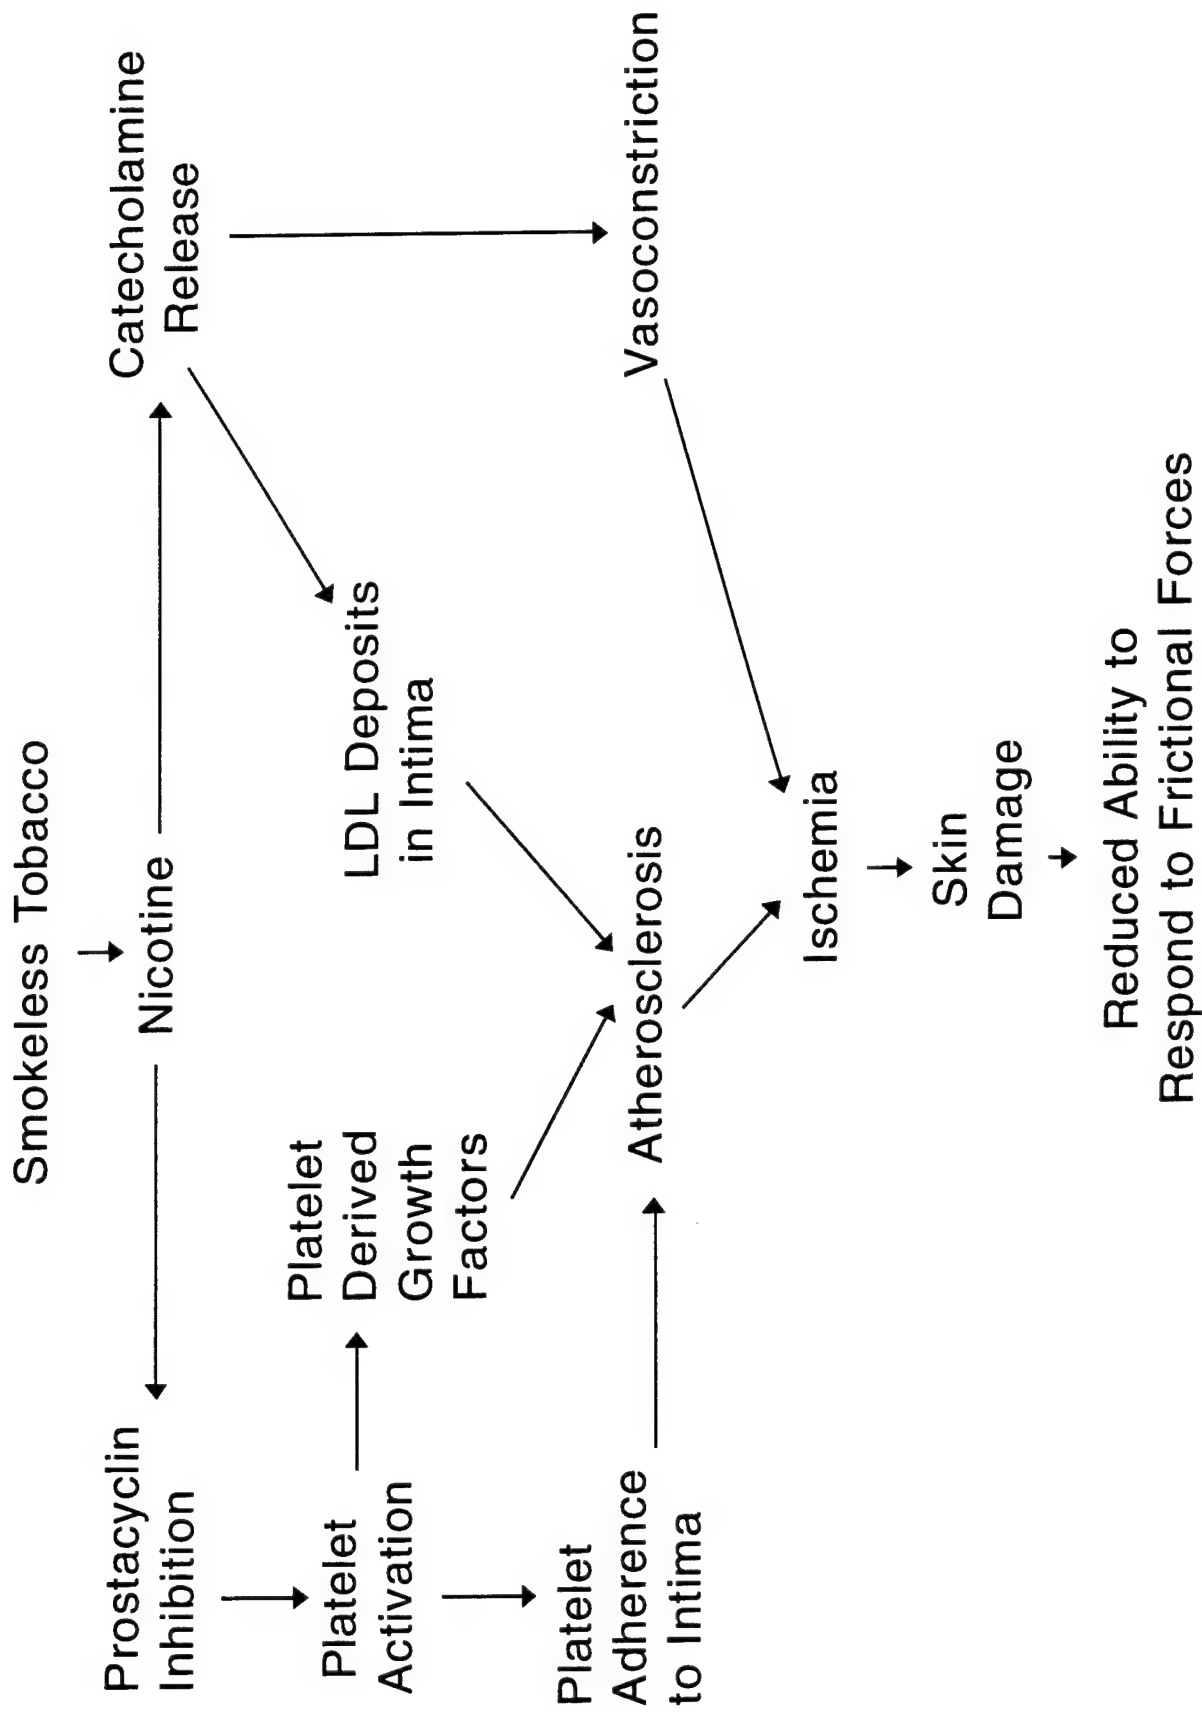 Smokeless Tobacco
Nicotine
Prostacyclin
Inhibition
Catecholamine
Release
Platelet
Activation
Platelet
Derived
Growth
Factors
LDL Deposits
in Intima
Platelet
Adherence
to Intima
Atherosclerosis
Vasoconstriction
Ischemia
Skin
Damage
Reduced Ability to
Respond to Frictional Forces